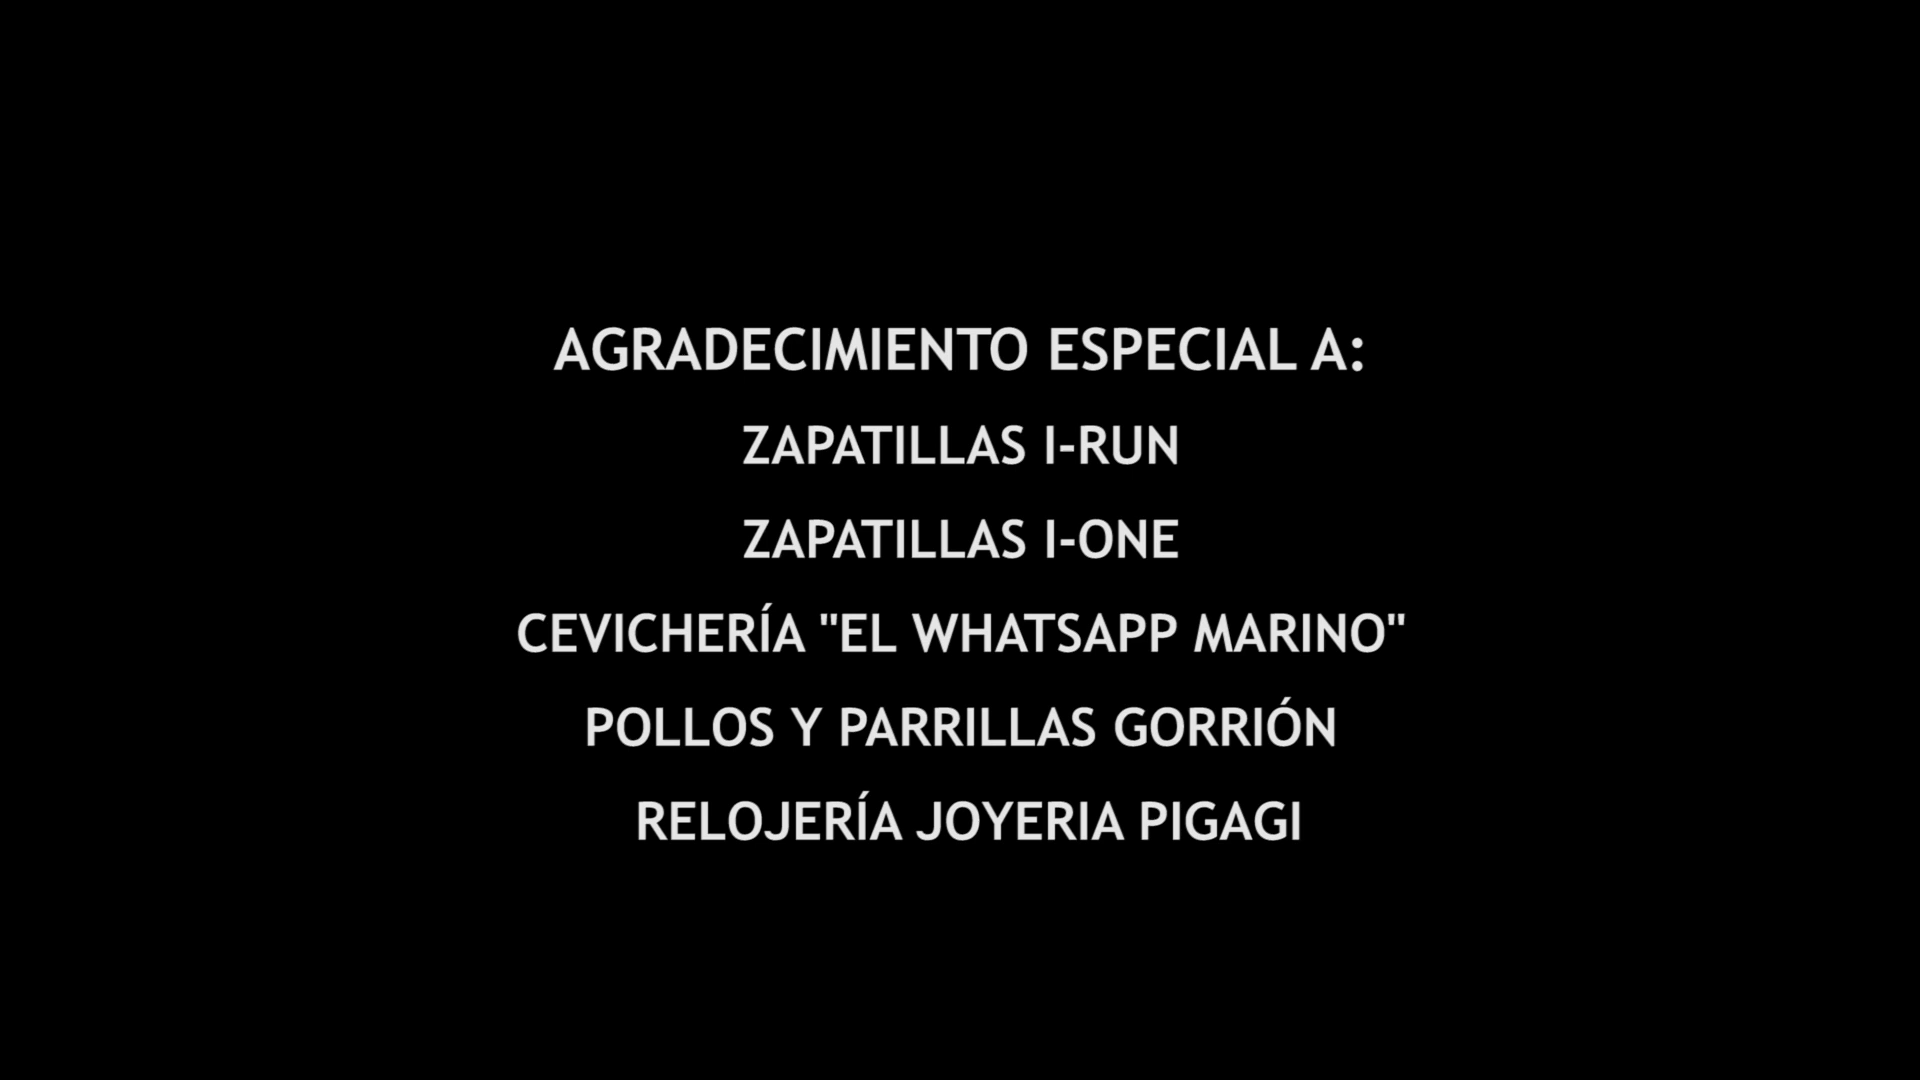 AGRADECIMIENTO ESPECIAL A:
ZAPATILLAS I-RUN
ZAPATILLAS I-ONE
CEVICHERÍA "EL WHATSAPP MARINO"
POLLOS Y PARRILLAS GORRIÓN
RELOJERÍA JOYERIA PIGAGI